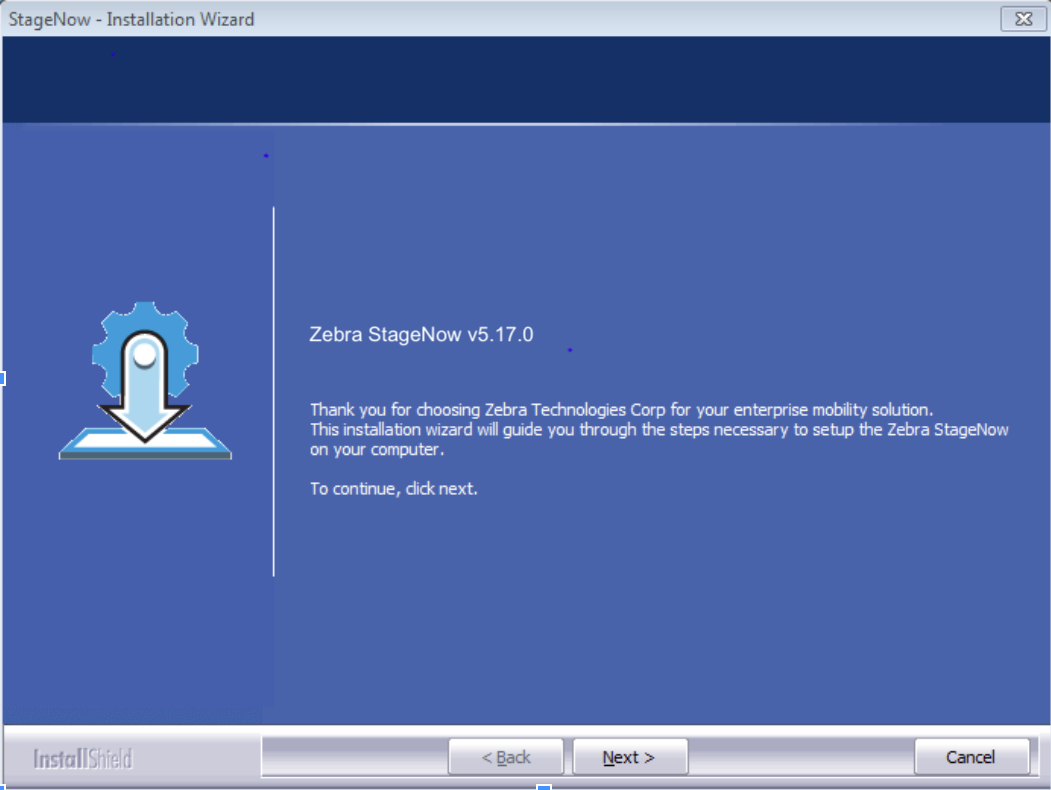 StageNow - Installation Wizard
Zebra StageNow v5.17.0
Thank you for choosing Zebra Technologies Corp for your enterprise mobility solution.
This installation wizard will guide you through the steps necessary to setup the Zebra StageNow
on your computer.
To continue, click next.
InstallShield
< Back
Next >
Cancel